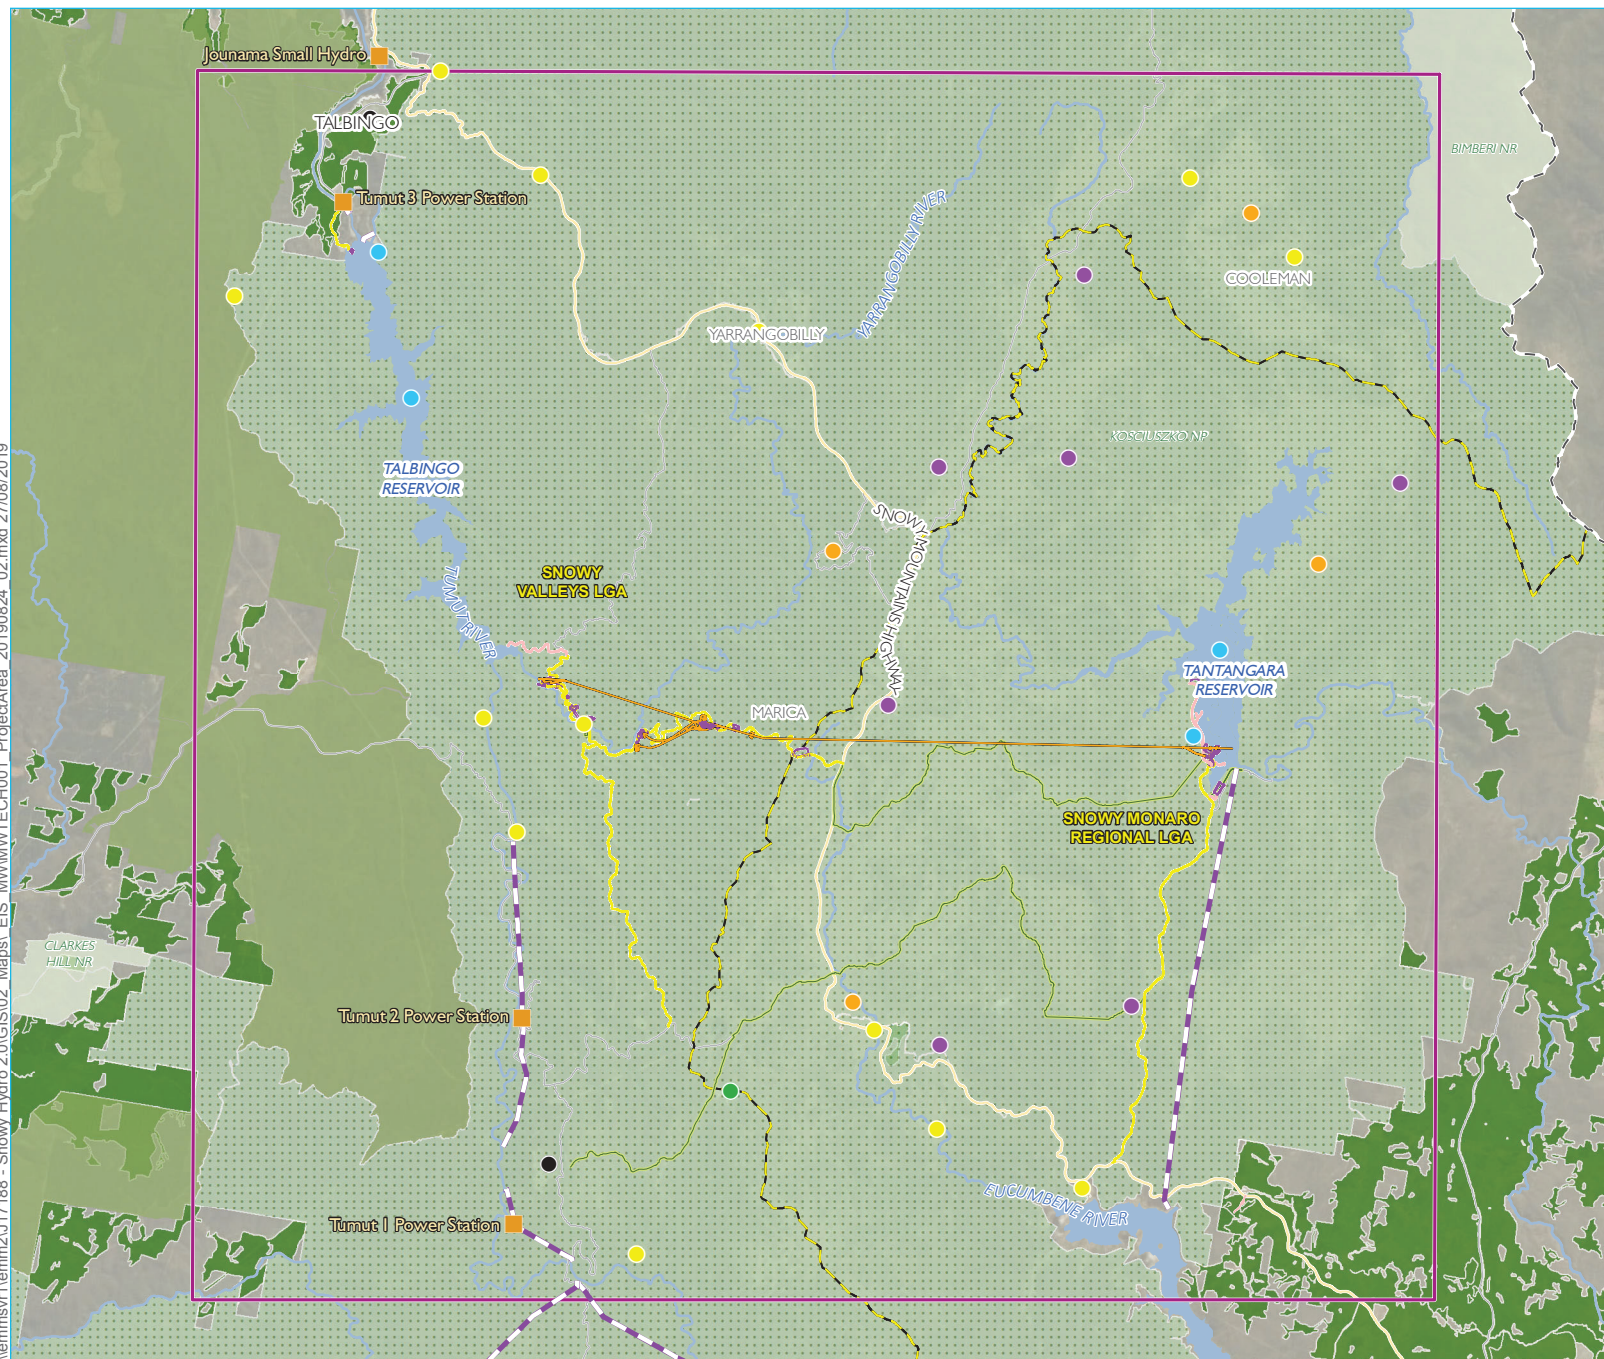 Jounama Small Hydro
TALBINGO
BIMBERI NR
Tumut 3 Power Station
YARRANGOBILLY RIVER
COOLEMAN
YARRANGOBILLY
KOSCIUSZKO NP
TALBINGO
RESERVOIR
SNOWY MOUNTAINS HIGHWAY
SNOWY
VALLEYS LGA
TUMUT RIVER
TANTANGARA
RESERVOIR
MARICA
SNOWY MONARO
REGIONAL LGA
CLARKES
HILL NR
Tumut 2 Power Station
EUCUMBENE RIVER
Tumut 1 Power Station